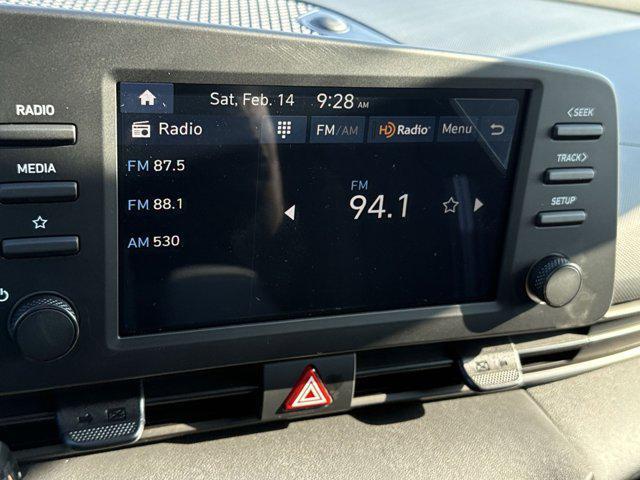 Sat, Feb. 14 9:28 AM
RADIO
Radio FM/AM HD Radio Menu
<SEEK
FM 87.5
TRACK>
MEDIA
FM
FM 88.1 94.1
SETUP
AM 530